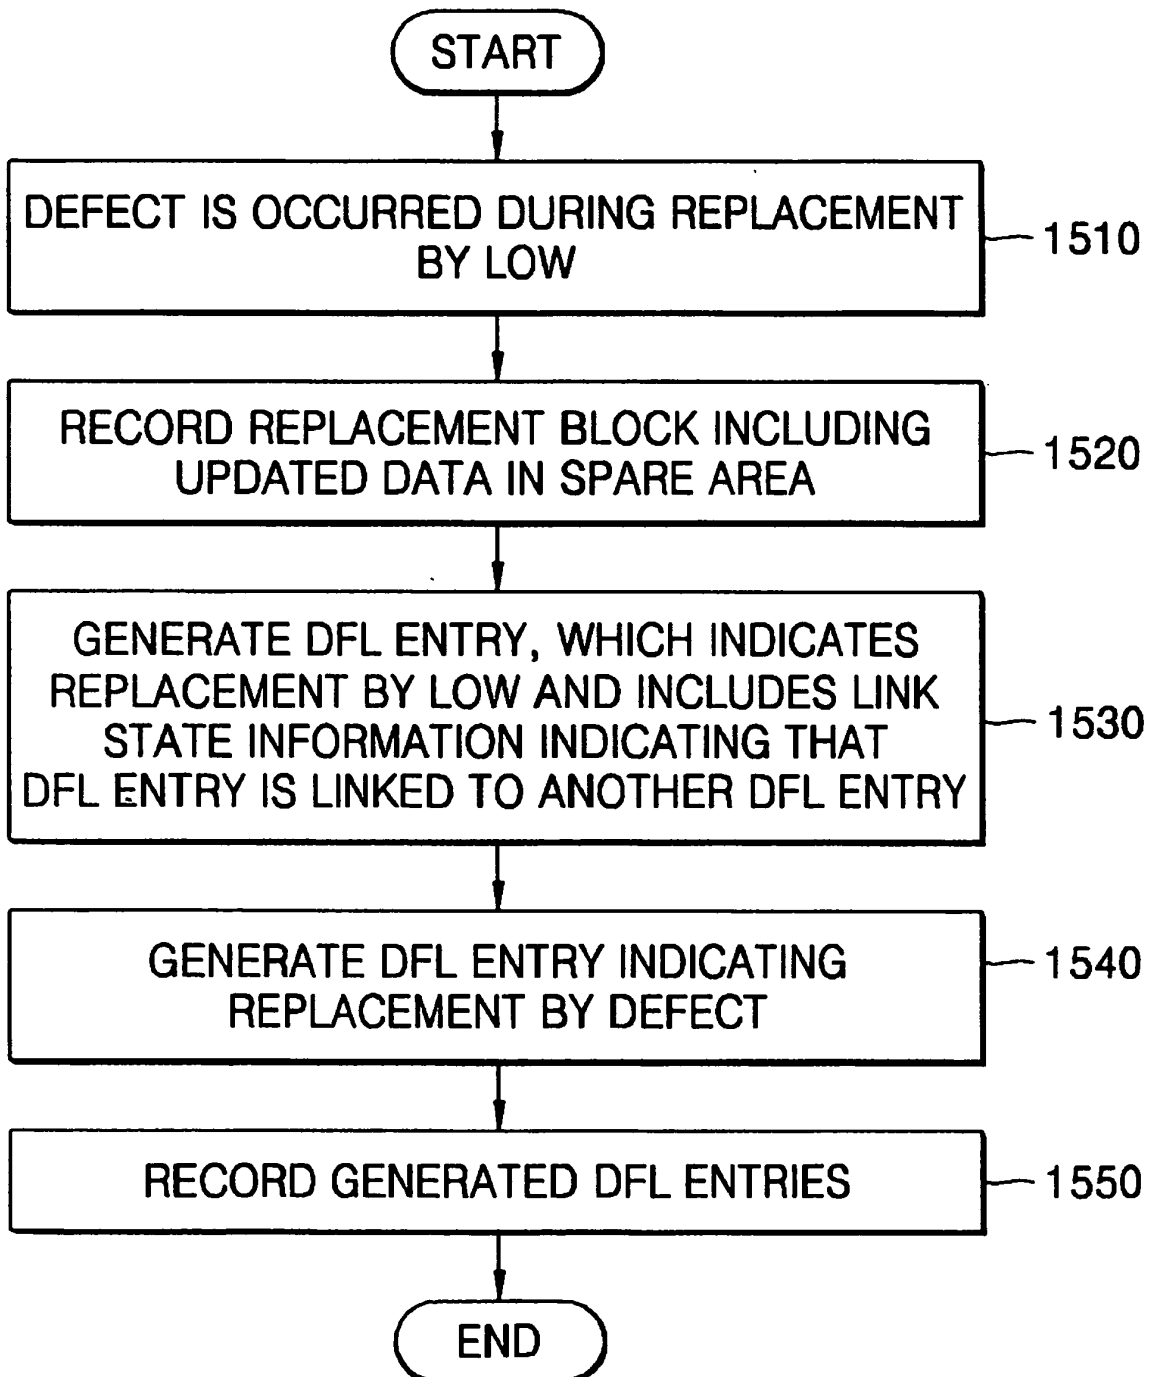 START
DEFECT IS OCCURRED DURING REPLACEMENT
BY LOW
1510
RECORD REPLACEMENT BLOCK INCLUDING
UPDATED DATA IN SPARE AREA
1520
GENERATE DFL ENTRY, WHICH INDICATES
REPLACEMENT BY LOW AND INCLUDES LINK
STATE INFORMATION INDICATING THAT
DFL ENTRY IS LINKED TO ANOTHER DFL ENTRY
1530
GENERATE DFL ENTRY INDICATING
REPLACEMENT BY DEFECT
1540
RECORD GENERATED DFL ENTRIES
1550
END